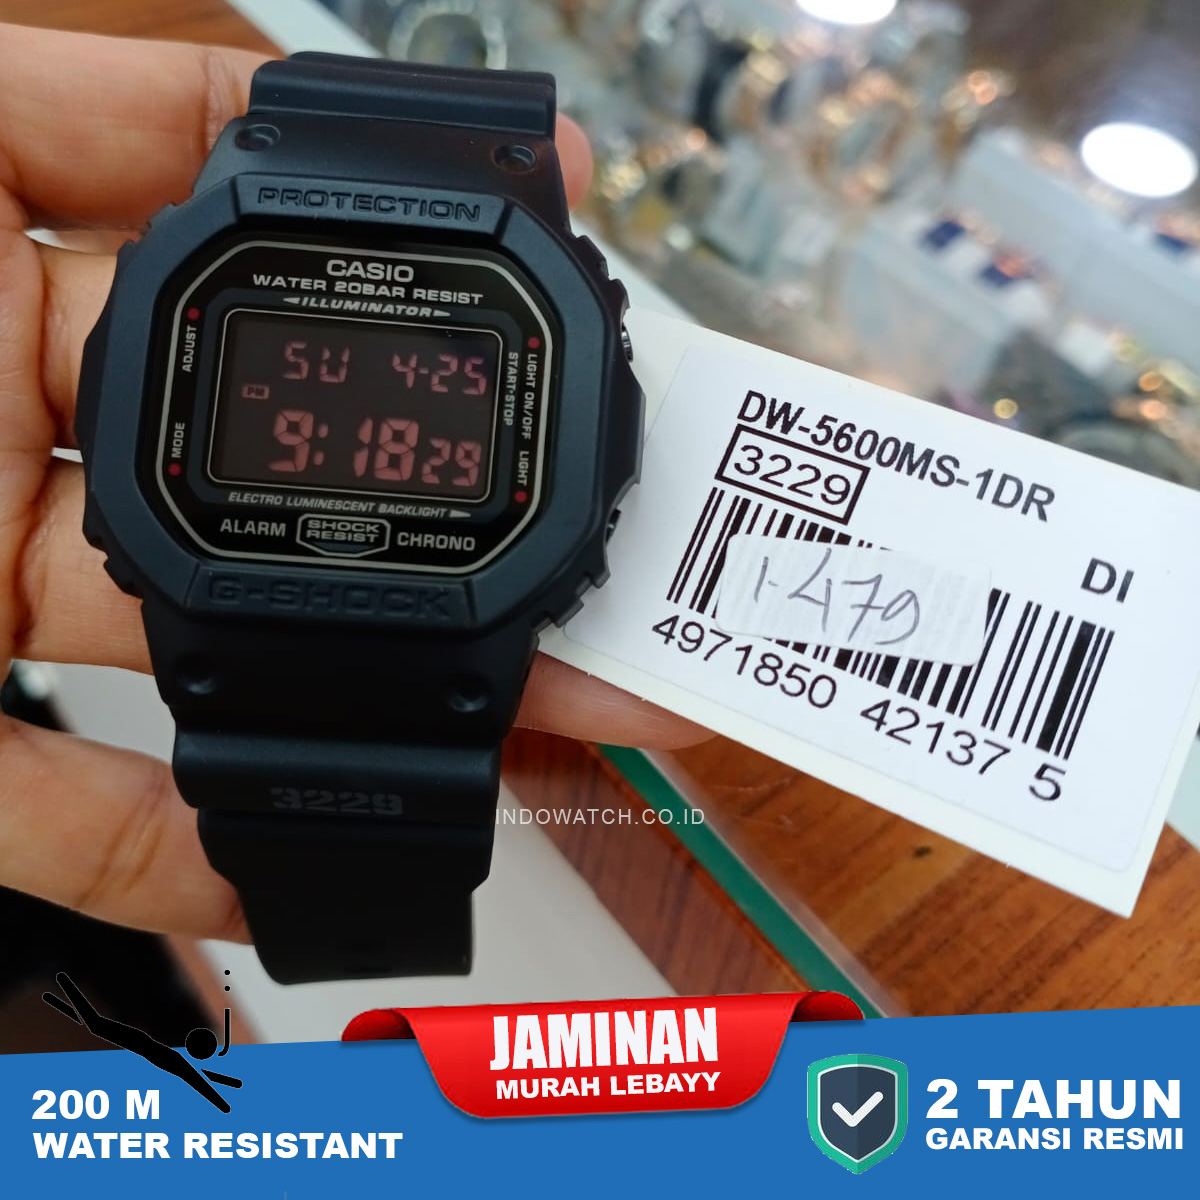 PROTECTION
CASIO
WATER 20BAR RESIST
ILLUMINATOR
ADJUST
MODE
LIGHT ON/OFF
START·STOP
LIGHT
SU 4-25
PM
9:18 29
ELECTRO LUMINESCENT BACKLIGHT
ALARM
SHOCK
RESIST
CHRONO
G-SHOCK
3229
DW-5600MS-1DR
3229
DI
1.479
4971850 42137 5
INDOWATCH.CO.ID
200 M
WATER RESISTANT
JAMINAN
MURAH LEBAYY
2 TAHUN
GARANSI RESMI